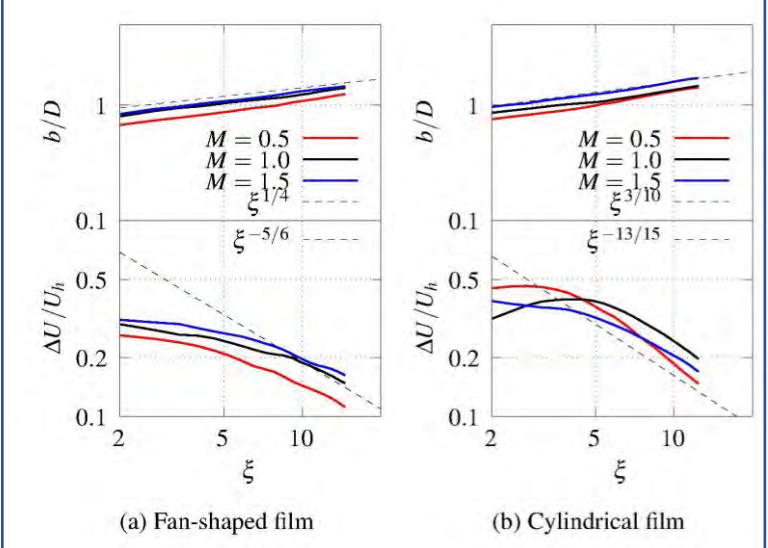 b/D
1
M = 0.5
M = 1.0
M = 1.5
ξ^1/4
0.1
ξ^−5/6
ΔU/U_h
0.5
0.2
0.1
2
5
10
ξ
(a) Fan-shaped film
b/D
1
M = 0.5
M = 1.0
M = 1.5
ξ^3/10
0.1
ξ^−13/15
ΔU/U_h
0.5
0.2
0.1
2
5
10
ξ
(b) Cylindrical film